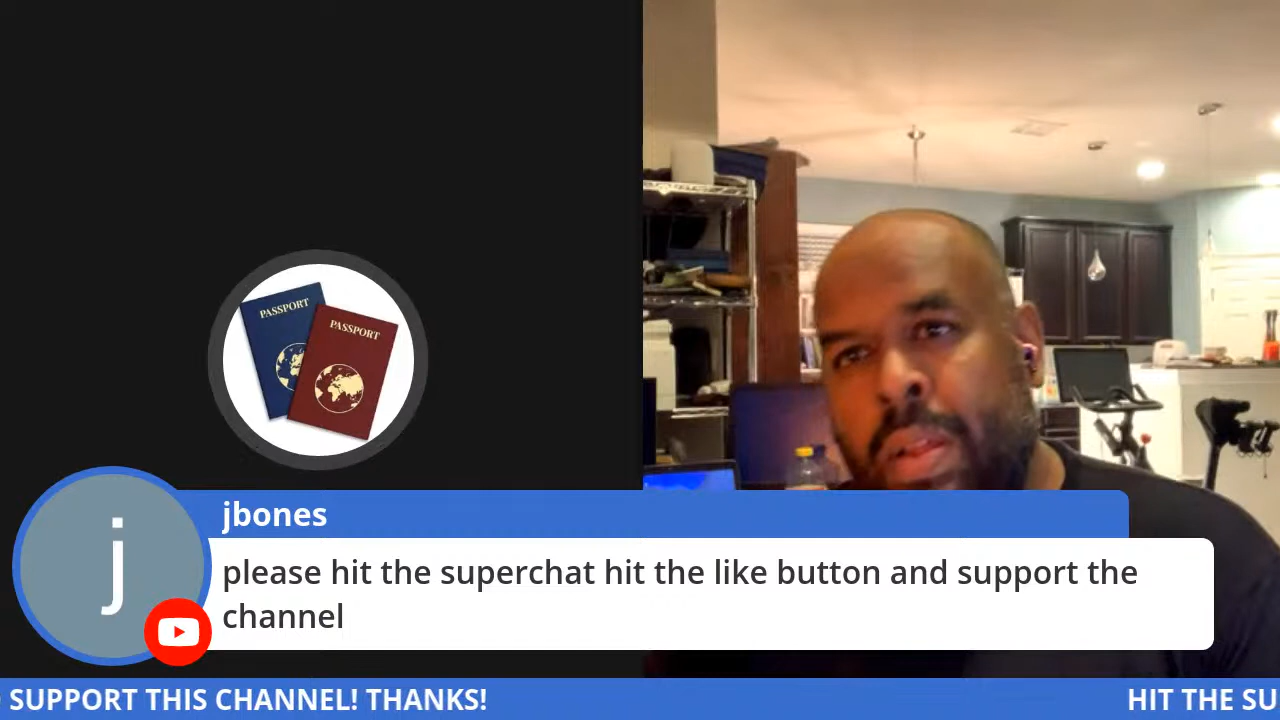 PASSPORT
PASSPORT
j
jbones
please hit the superchat hit the like button and support the
channel
SUPPORT THIS CHANNEL! THANKS!
HIT THE SU